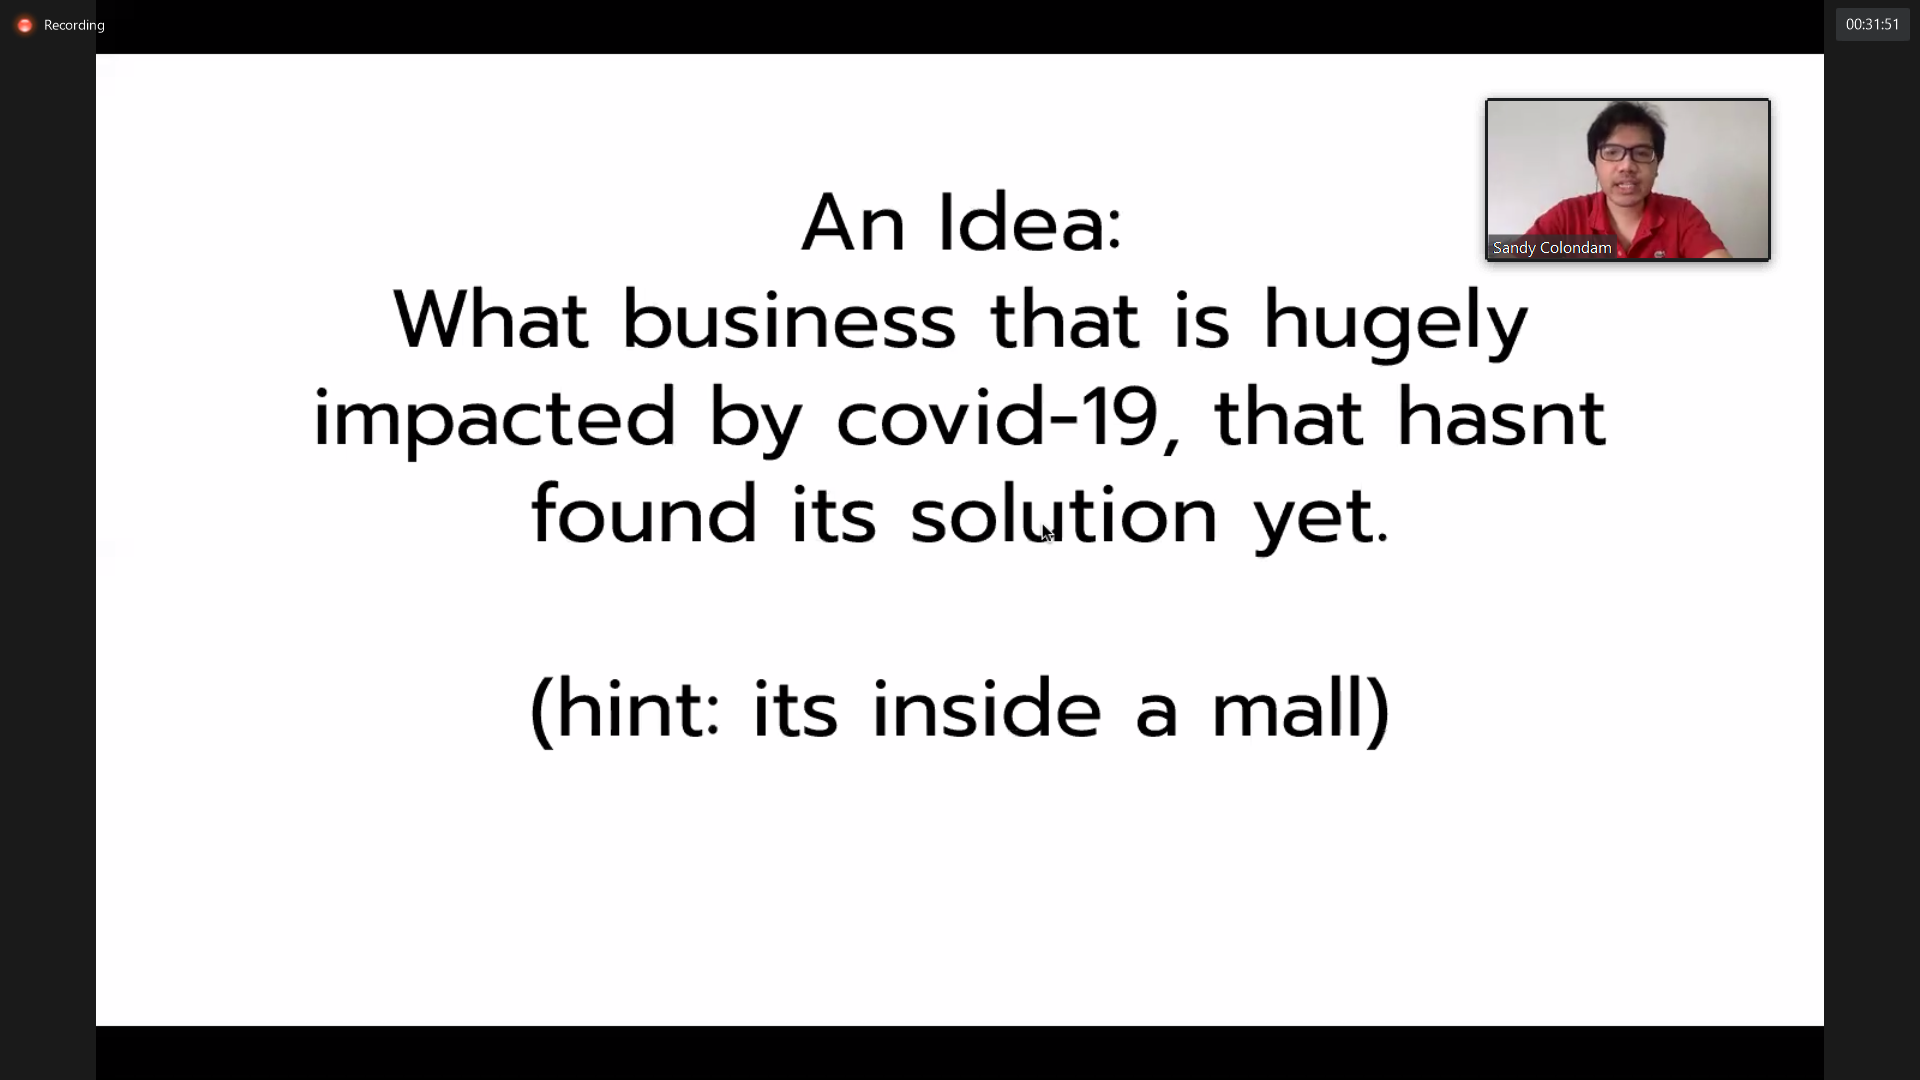 Recording
00:31:51
An Idea:
What business that is hugely
impacted by covid-19, that hasnt
found its solution yet.
(hint: its inside a mall)
Sandy Colondam